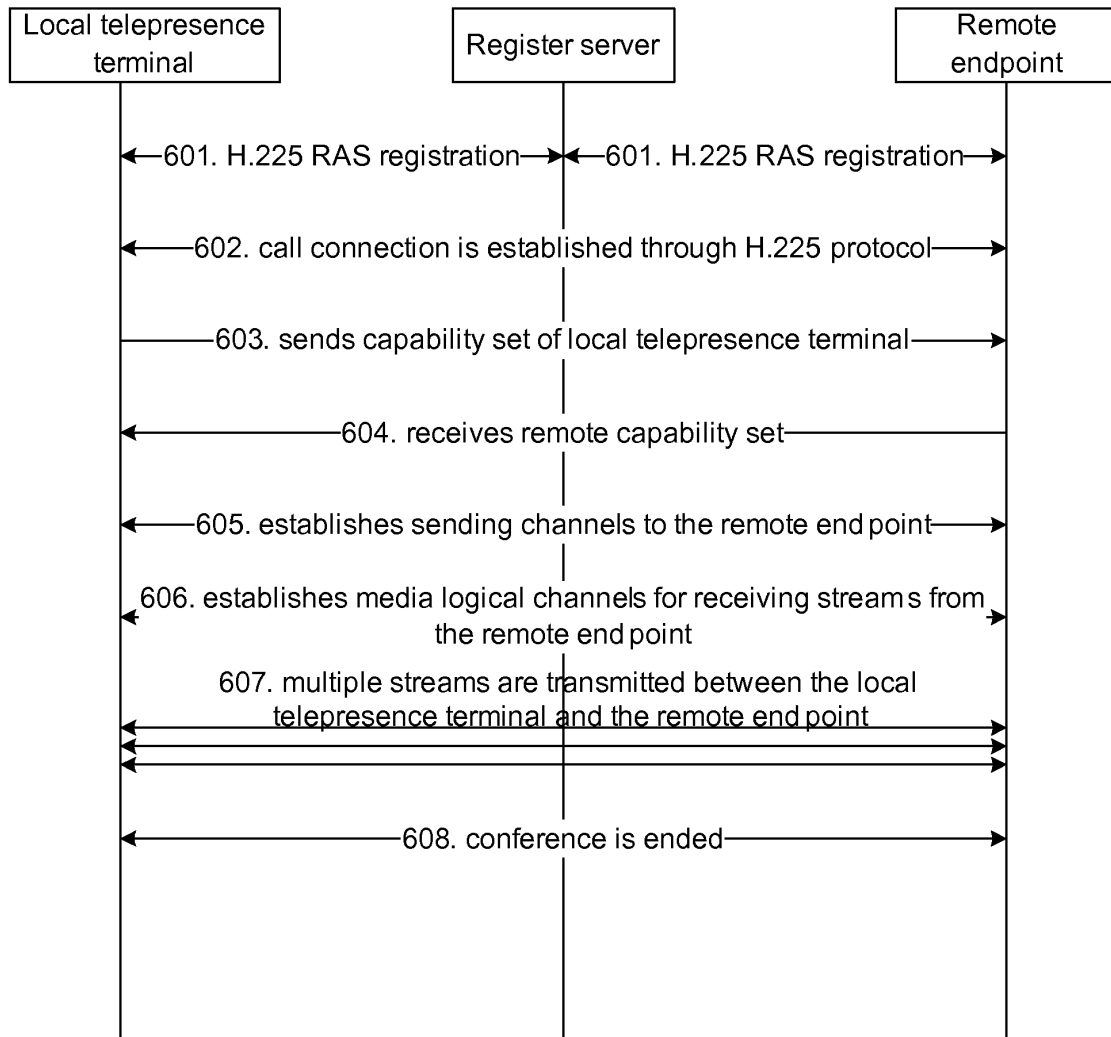 Local telepresence
terminal
Register server
Remote
endpoint
601. H.225 RAS registration
601. H.225 RAS registration
602. call connection is established through H.225 protocol
603. sends capability set of local telepresence terminal
604. receives remote capability set
605. establishes sending channels to the remote end point
606. establishes media logical channels for receiving streams from
the remote end point
607. multiple streams are transmitted between the local
telepresence terminal and the remote end point
608. conference is ended